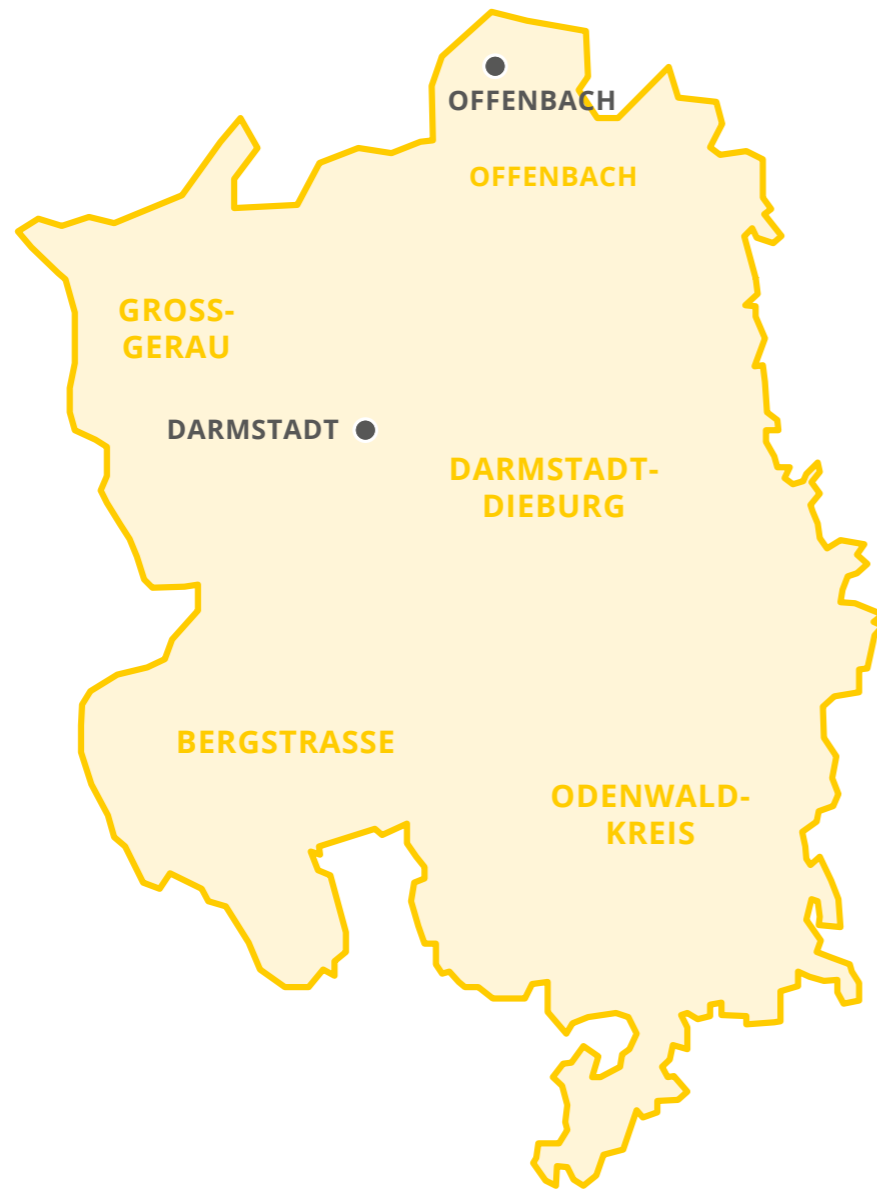 OFFENBACH
OFFENBACH
GROSS-
GERAU
DARMSTADT
DARMSTADT-
DIEBURG
BERGSTRASSE
ODENWALD-
KREIS